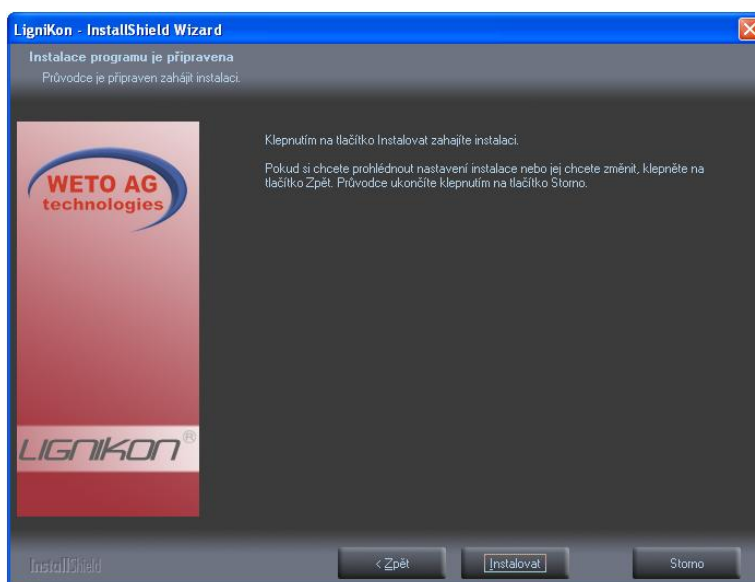 LigniKon - InstallShield Wizard
Instalace programu je připravena
Průvodce je připraven zahájit instalaci.
Klepnutím na tlačítko Instalovat zahajíte instalaci.
Pokud si chcete prohlédnout nastavení instalace nebo jej chcete změnit, klepněte na
tlačítko Zpět. Průvodce ukončíte klepnutím na tlačítko Storno.
WETO AG
technologies
LIGNIKON®
InstallShield
< Zpět
Instalovat
Storno